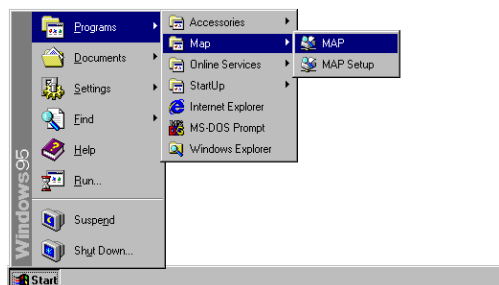 Programs
Documents
Settings
Find
Help
Run...
Suspend
Shut Down...
Windows95
Start
Accessories
Map
Online Services
StartUp
Internet Explorer
MS-DOS Prompt
Windows Explorer
MAP
MAP Setup